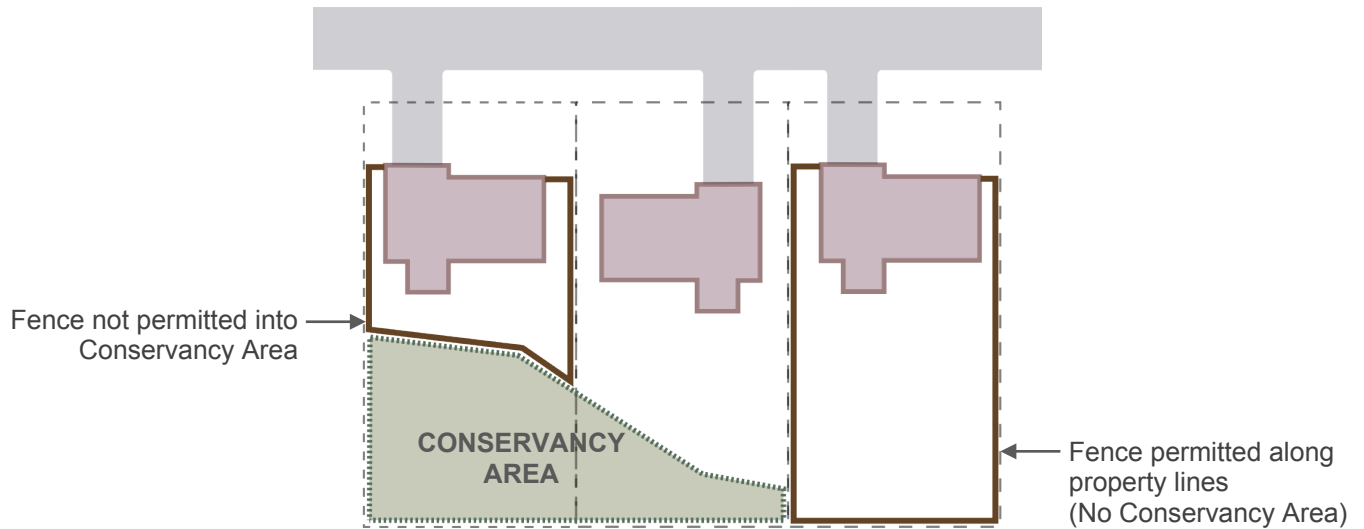 Fence not permitted into
Conservancy Area
CONSERVANCY
AREA
Fence permitted along
property lines
(No Conservancy Area)